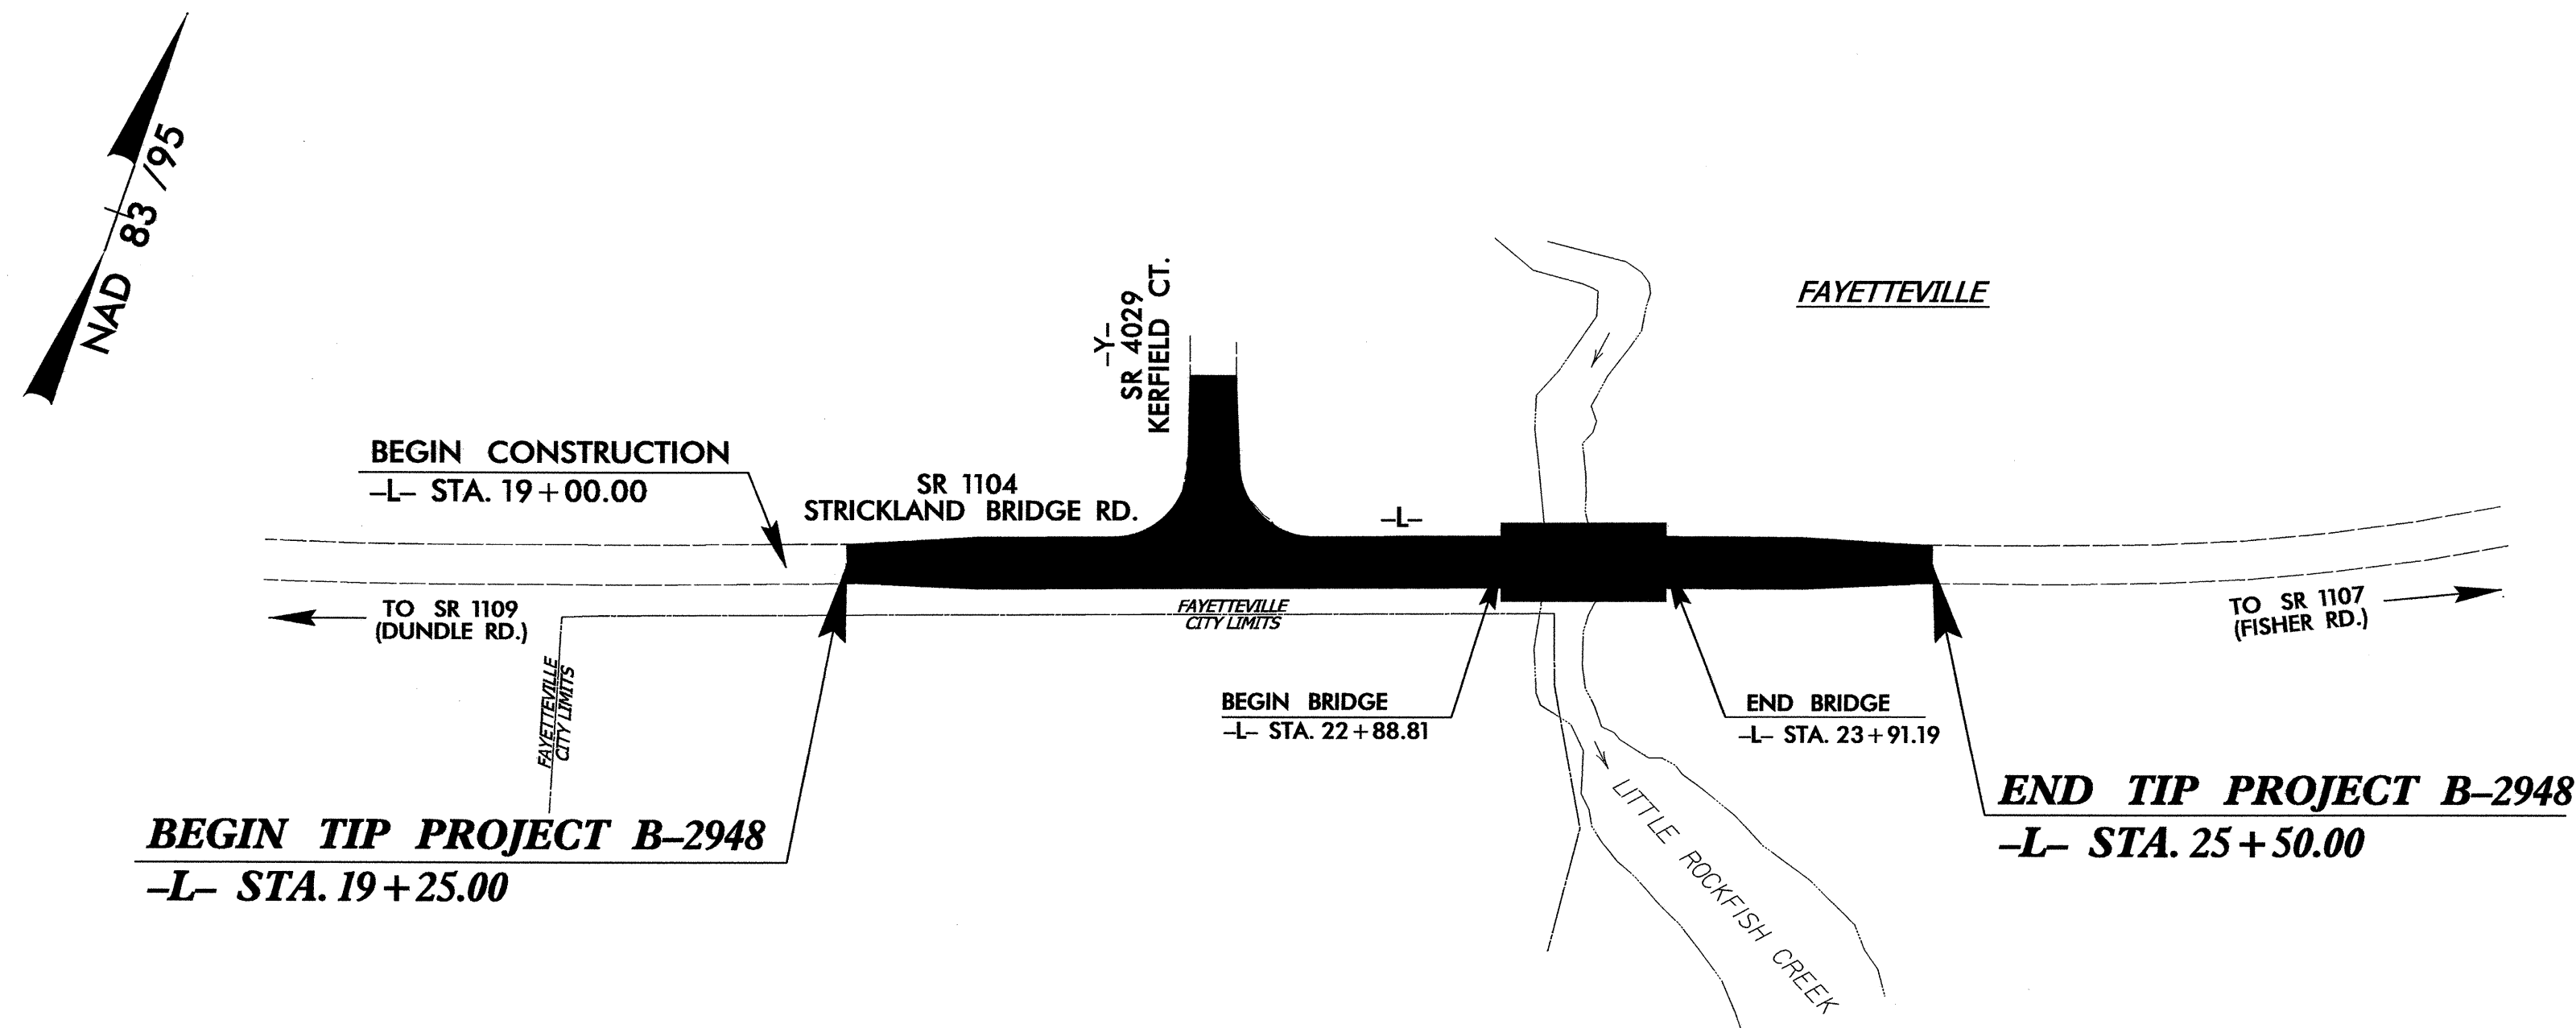 NAD 83 /95
FAYETTEVILLE
-Y-
SR 4029
KERFIELD CT.
BEGIN CONSTRUCTION
-L- STA. 19+00.00
SR 1104
STRICKLAND BRIDGE RD.
-L-
TO SR 1109
(DUNDLE RD.)
FAYETTEVILLE
CITY LIMITS
TO SR 1107
(FISHER RD.)
FAYETTEVILLE
CITY LIMITS
BEGIN BRIDGE
-L- STA. 22+88.81
END BRIDGE
-L- STA. 23+91.19
BEGIN TIP PROJECT B-2948
-L- STA. 19+25.00
END TIP PROJECT B-2948
-L- STA. 25+50.00
LITTLE ROCKFISH CREEK